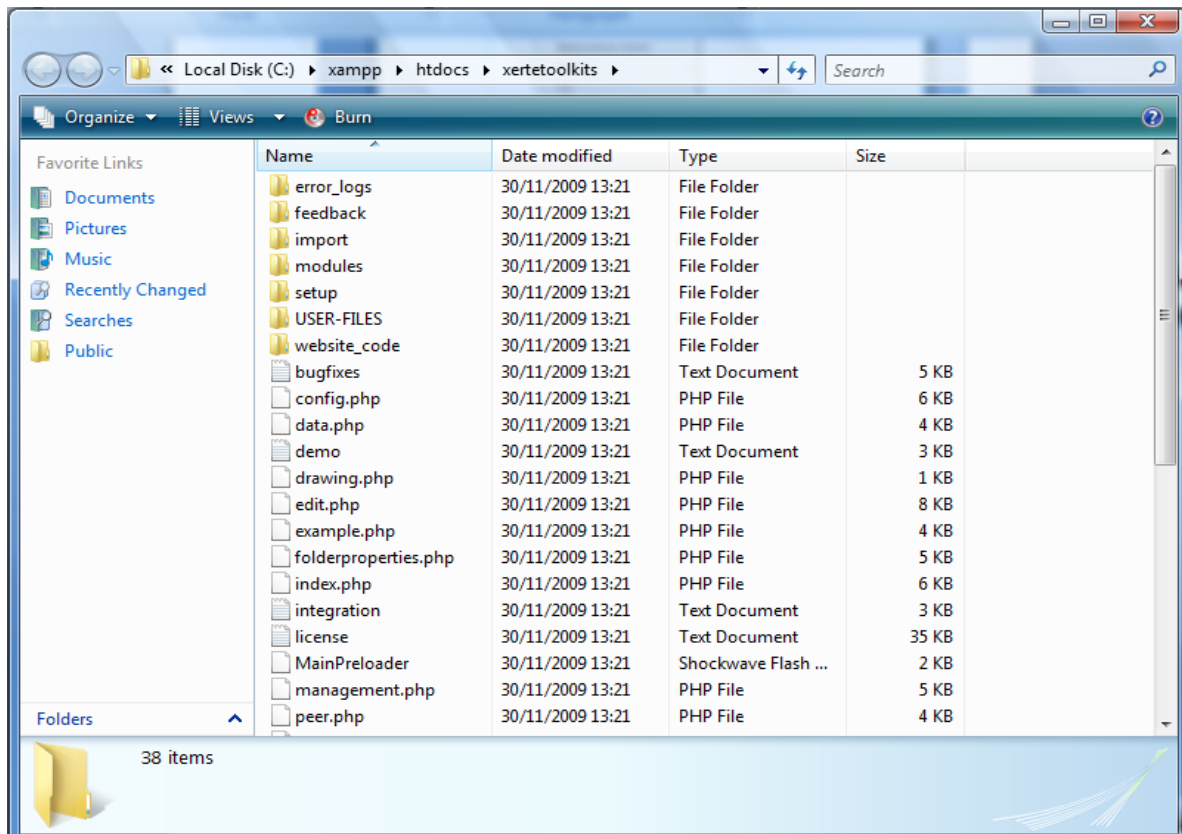 « Local Disk (C:) ▸ xampp ▸ htdocs ▸ xertetoolkits ▸ Search
Organize Views Burn
Favorite Links
Documents
Pictures
Music
Recently Changed
Searches
Public
Folders
Name Date modified Type Size
error_logs 30/11/2009 13:21 File Folder
feedback 30/11/2009 13:21 File Folder
import 30/11/2009 13:21 File Folder
modules 30/11/2009 13:21 File Folder
setup 30/11/2009 13:21 File Folder
USER-FILES 30/11/2009 13:21 File Folder
website_code 30/11/2009 13:21 File Folder
bugfixes 30/11/2009 13:21 Text Document 5 KB
config.php 30/11/2009 13:21 PHP File 6 KB
data.php 30/11/2009 13:21 PHP File 4 KB
demo 30/11/2009 13:21 Text Document 3 KB
drawing.php 30/11/2009 13:21 PHP File 1 KB
edit.php 30/11/2009 13:21 PHP File 8 KB
example.php 30/11/2009 13:21 PHP File 4 KB
folderproperties.php 30/11/2009 13:21 PHP File 5 KB
index.php 30/11/2009 13:21 PHP File 6 KB
integration 30/11/2009 13:21 Text Document 3 KB
license 30/11/2009 13:21 Text Document 35 KB
MainPreloader 30/11/2009 13:21 Shockwave Flash ... 2 KB
management.php 30/11/2009 13:21 PHP File 5 KB
peer.php 30/11/2009 13:21 PHP File 4 KB
38 items